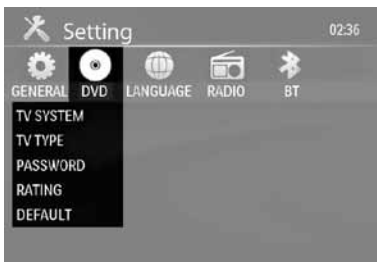 Setting 02:36
GENERAL DVD LANGUAGE RADIO BT
TV SYSTEM
TV TYPE
PASSWORD
RATING
DEFAULT